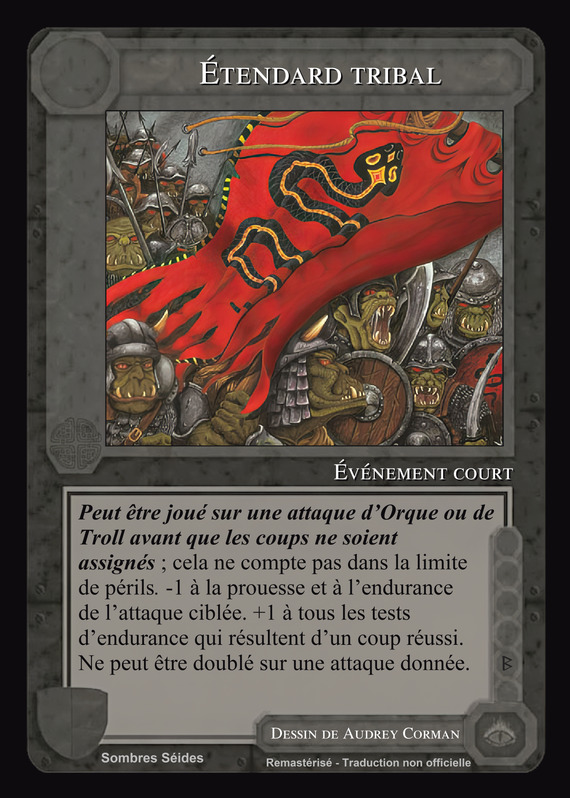 Étendard tribal
Événement court
Peut être joué sur une attaque d'Orque ou de
Troll avant que les coups ne soient
assignés ; cela ne compte pas dans la limite
de périls. -1 à la prouesse et à l'endurance
de l'attaque ciblée. +1 à tous les tests
d'endurance qui résultent d'un coup réussi.
Ne peut être doublé sur une attaque donnée.
ᛒ
Dessin de Audrey Corman
Sombres Séides
Remastérisé - Traduction non officielle